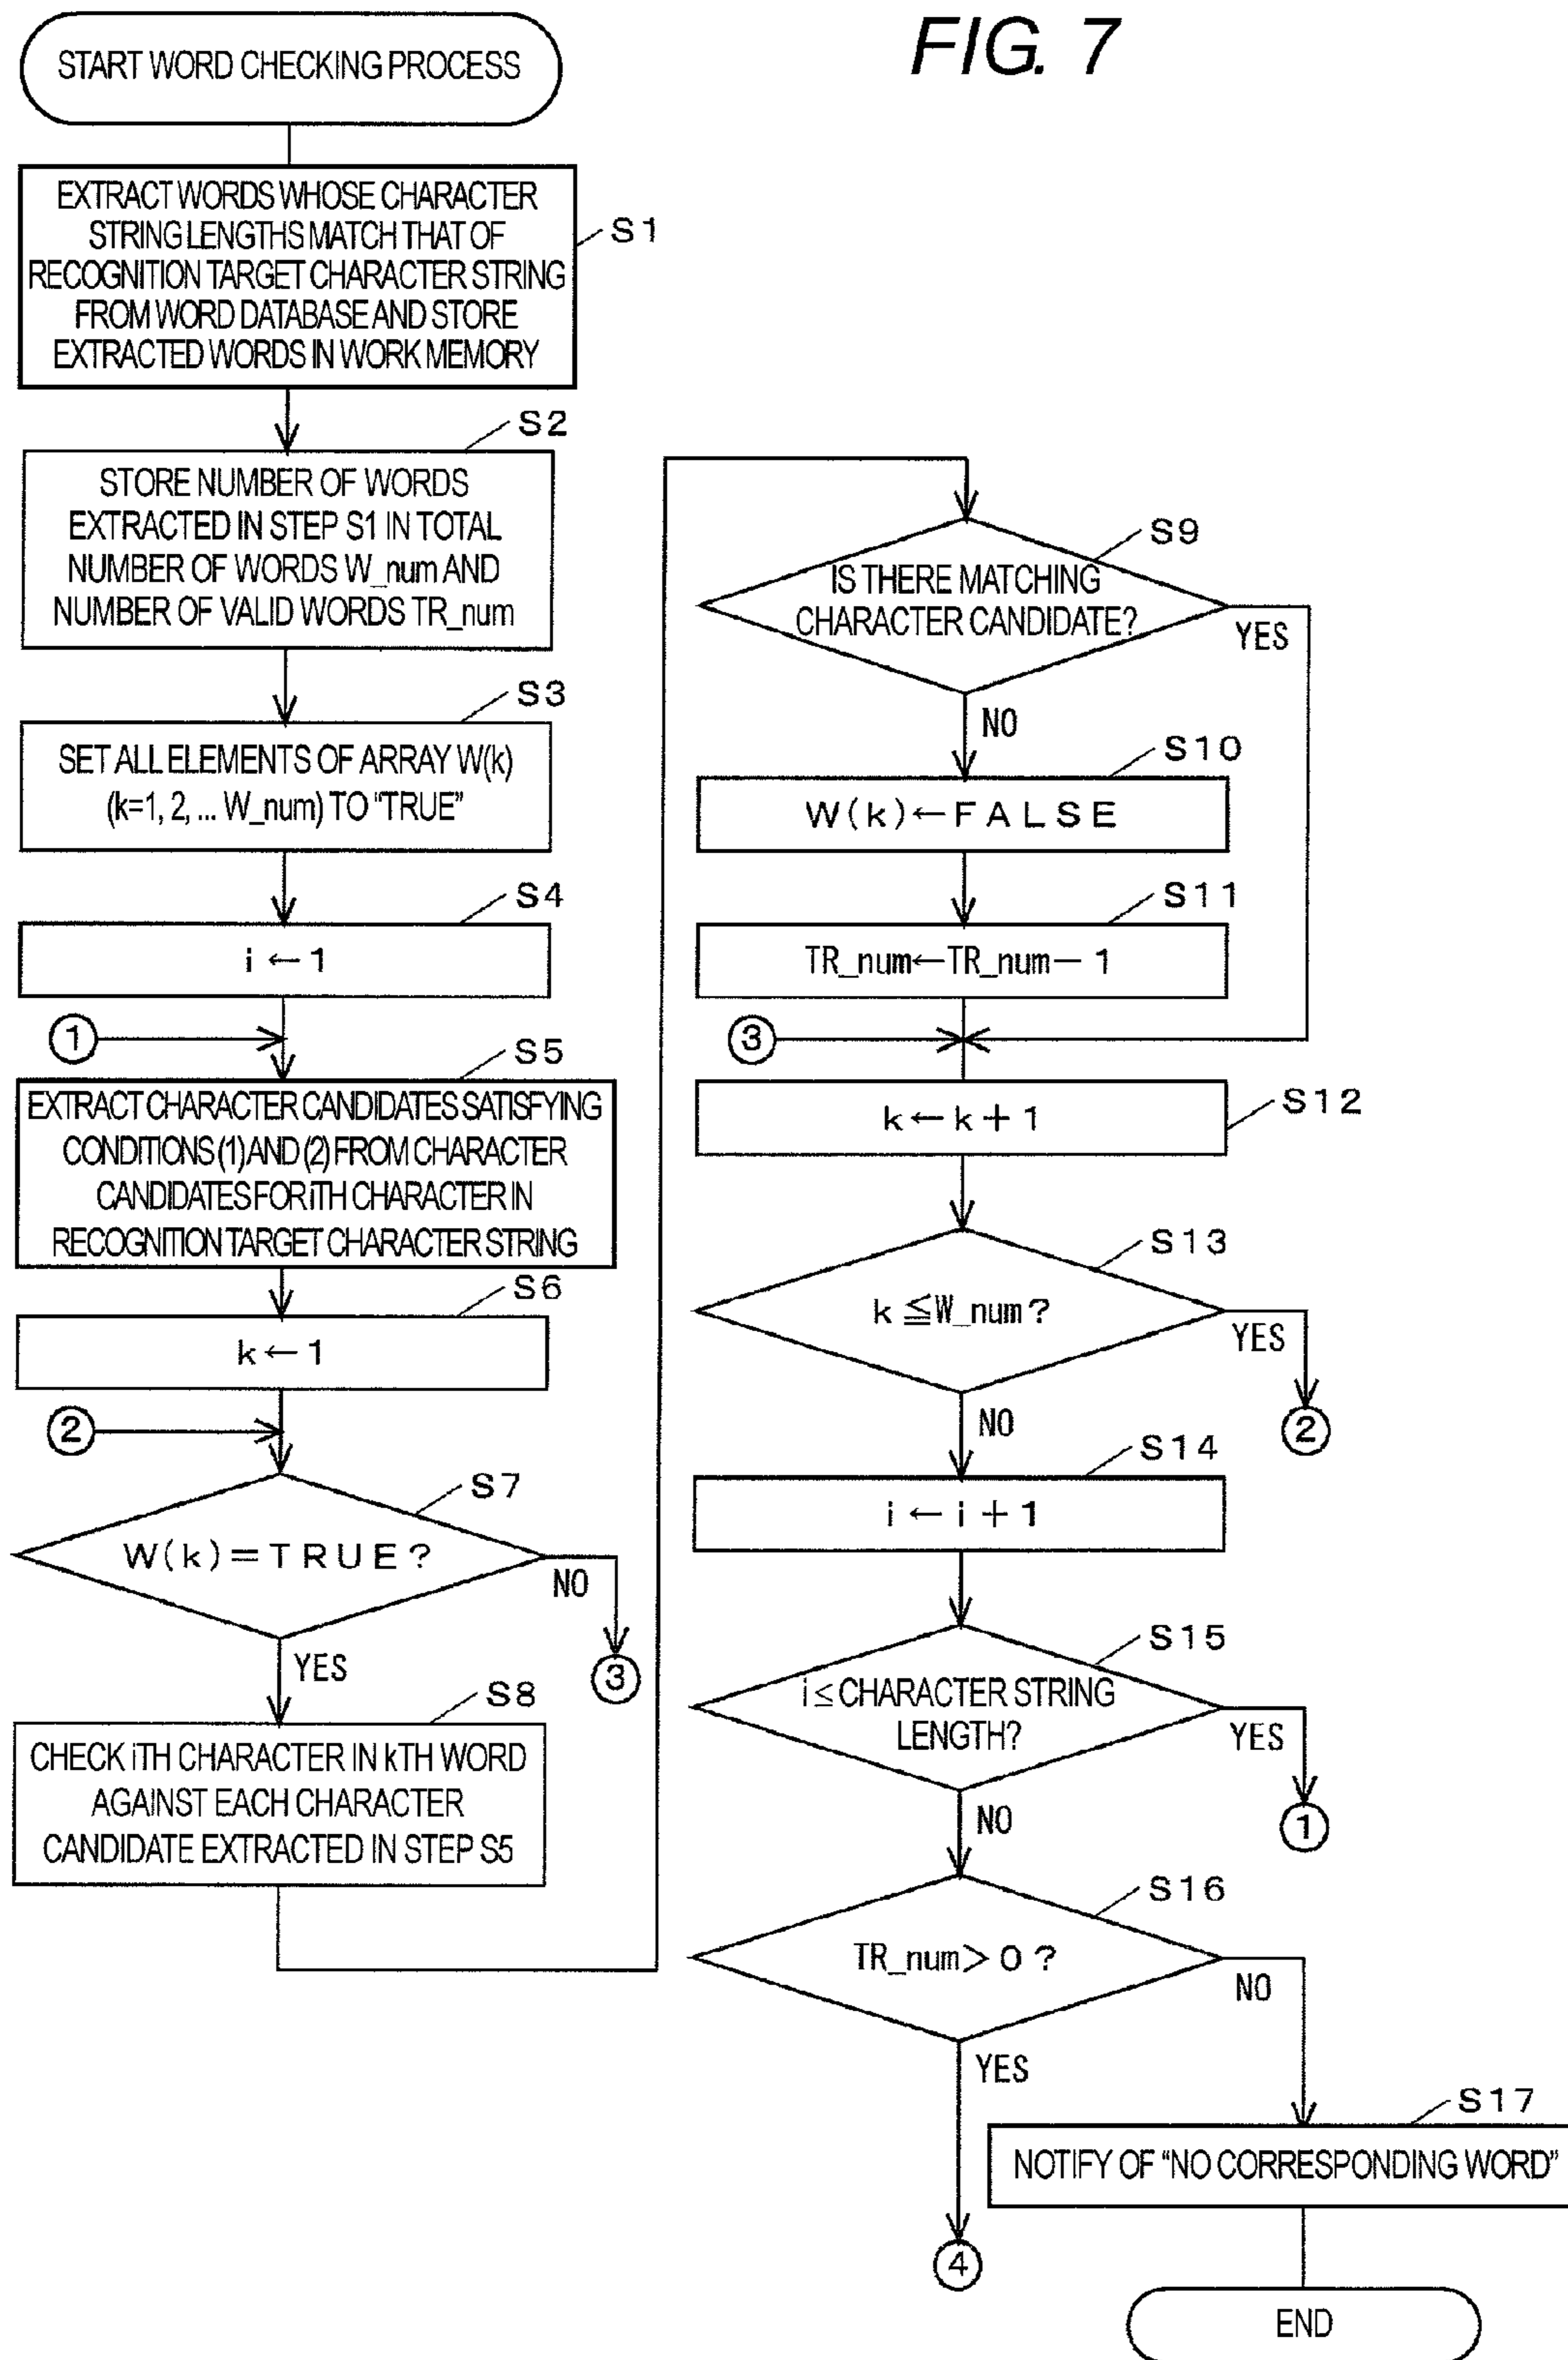 FIG. 7
START WORD CHECKING PROCESS
EXTRACT WORDS WHOSE CHARACTER
STRING LENGTHS MATCH THAT OF
RECOGNITION TARGET CHARACTER STRING
FROM WORD DATABASE AND STORE
EXTRACTED WORDS IN WORK MEMORY
S1
S2
STORE NUMBER OF WORDS
EXTRACTED IN STEP S1 IN TOTAL
NUMBER OF WORDS W_num AND
NUMBER OF VALID WORDS TR_num
S3
SET ALL ELEMENTS OF ARRAY W(k)
(k=1, 2, ... W_num) TO “TRUE”
S4
i ← 1
①
S5
EXTRACT CHARACTER CANDIDATES SATISFYING
CONDITIONS (1) AND (2) FROM CHARACTER
CANDIDATES FOR iTH CHARACTER IN
RECOGNITION TARGET CHARACTER STRING
S6
k ← 1
②
S7
W(k)=TRUE?
NO
③
YES
S8
CHECK iTH CHARACTER IN kTH WORD
AGAINST EACH CHARACTER
CANDIDATE EXTRACTED IN STEP S5
S9
IS THERE MATCHING
CHARACTER CANDIDATE?
YES
NO
S10
W(k)←FALSE
S11
TR_num←TR_num－1
③
S12
k←k＋1
S13
k≦W_num?
YES
②
NO
S14
i ← i ＋ 1
S15
i≤CHARACTER STRING
LENGTH?
YES
①
NO
S16
TR_num＞0?
NO
YES
④
S17
NOTIFY OF “NO CORRESPONDING WORD”
END